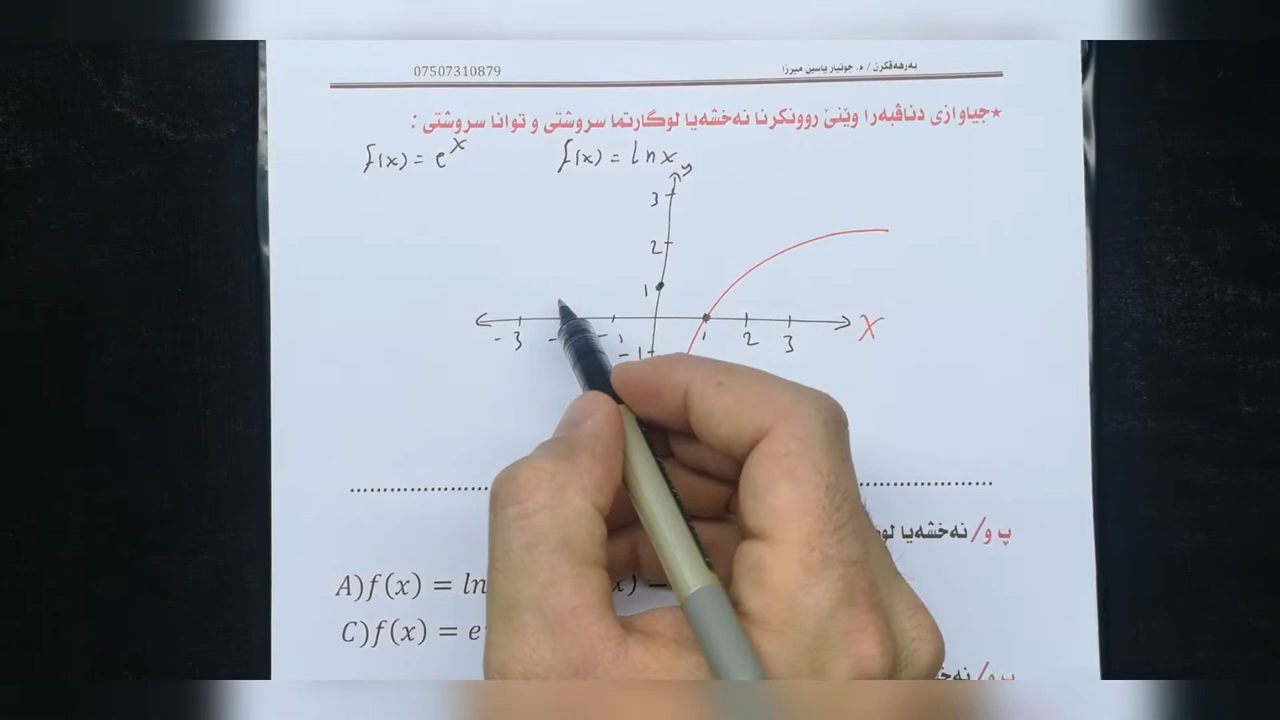 بەرهەڤکرن / م. جوتیار یاسین میرزا 07507310879
*جیاوازی دناڤبەرا وێنێ روونکرنا نەخشەیا لوگارتما سروشتی و توانا سروشتی :
f(x) = e^x f(x) = ln x
y
3
2
1
-3 - -1 1 2 3 X
-1
پ و/ نەخشەیا
A)f(x) = ln
C)f(x) = e
پ و/